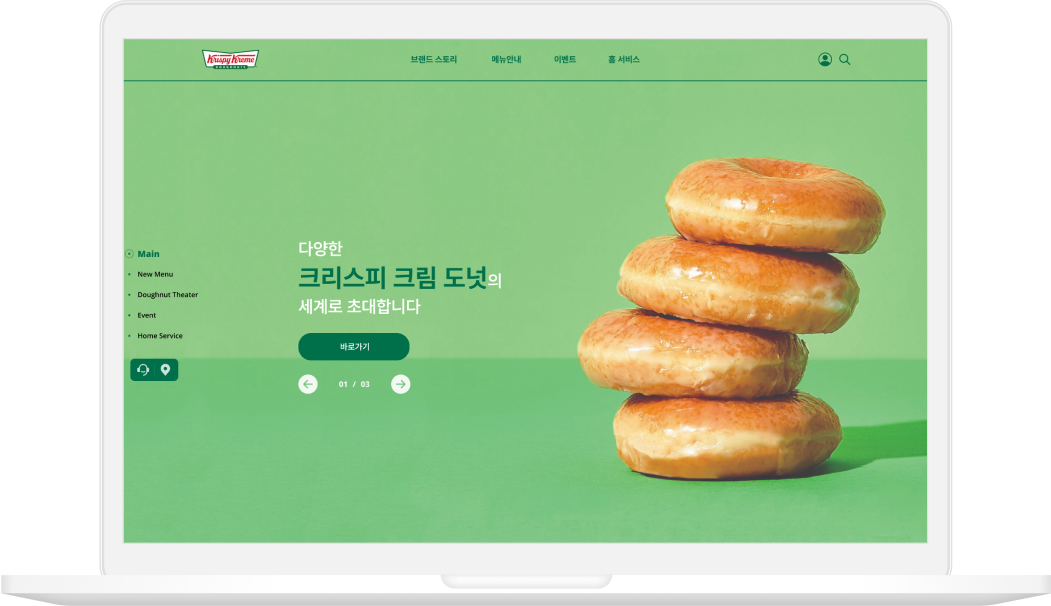 Krispy Kreme
DOUGHNUTS
브랜드 스토리
메뉴안내
이벤트
홈 서비스
Main
New Menu
Doughnut Theater
Event
Home Service
다양한
크리스피 크림 도넛의
세계로 초대합니다
바로가기
01 / 03